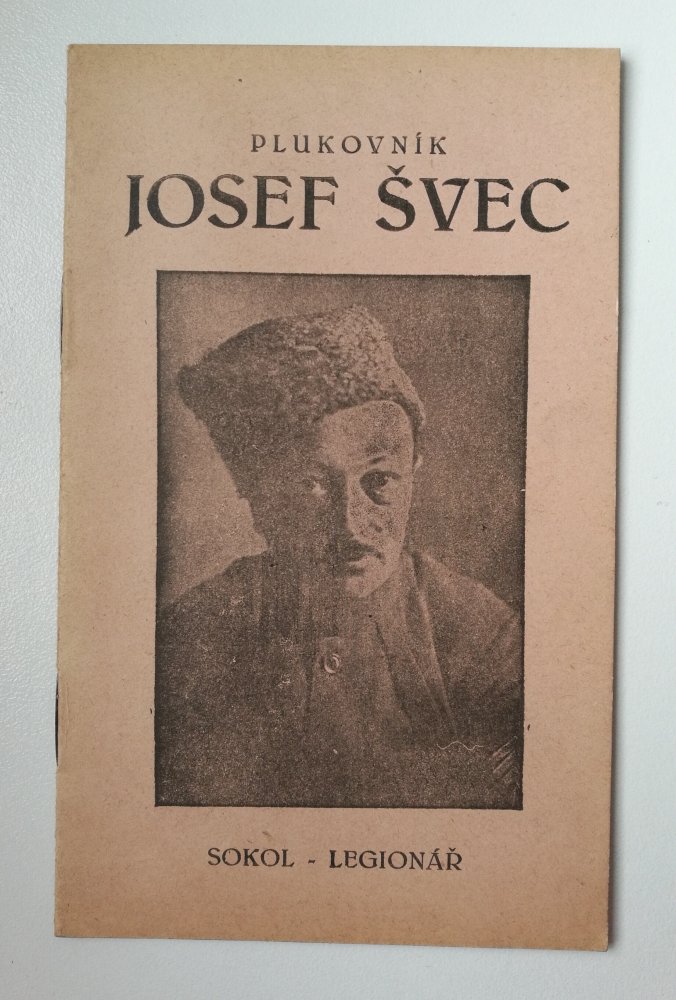 PLUKOVNÍK
JOSEF ŠVEC
SOKOL - LEGIONÁŘ